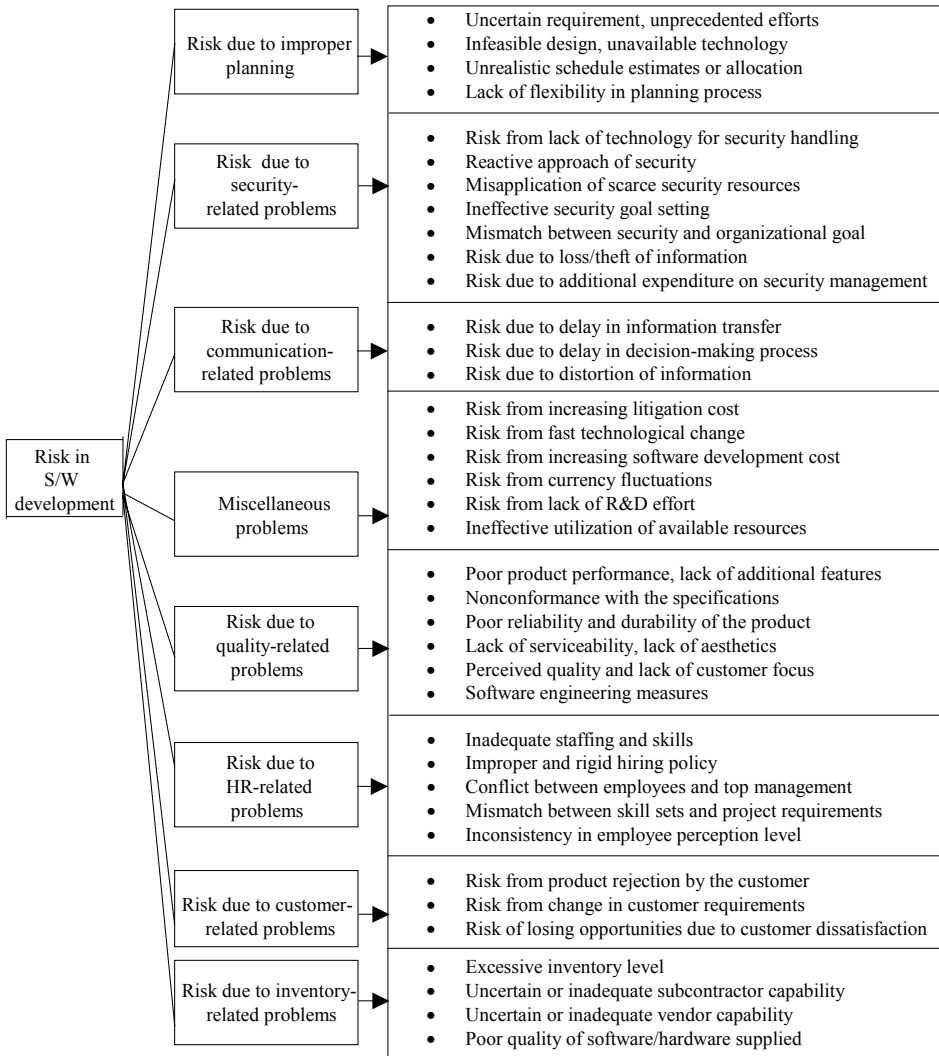 Risk in
S/W
development
Risk due to improper
planning
• Uncertain requirement, unprecedented efforts
• Infeasible design, unavailable technology
• Unrealistic schedule estimates or allocation
• Lack of flexibility in planning process
Risk due to
security-
related problems
• Risk from lack of technology for security handling
• Reactive approach of security
• Misapplication of scarce security resources
• Ineffective security goal setting
• Mismatch between security and organizational goal
• Risk due to loss/theft of information
• Risk due to additional expenditure on security management
Risk due to
communication-
related problems
• Risk due to delay in information transfer
• Risk due to delay in decision-making process
• Risk due to distortion of information
Miscellaneous
problems
• Risk from increasing litigation cost
• Risk from fast technological change
• Risk from increasing software development cost
• Risk from currency fluctuations
• Risk from lack of R&D effort
• Ineffective utilization of available resources
Risk due to
quality-related
problems
• Poor product performance, lack of additional features
• Nonconformance with the specifications
• Poor reliability and durability of the product
• Lack of serviceability, lack of aesthetics
• Perceived quality and lack of customer focus
• Software engineering measures
Risk due to
HR-related
problems
• Inadequate staffing and skills
• Improper and rigid hiring policy
• Conflict between employees and top management
• Mismatch between skill sets and project requirements
• Inconsistency in employee perception level
Risk due to customer-
related problems
• Risk from product rejection by the customer
• Risk from change in customer requirements
• Risk of losing opportunities due to customer dissatisfaction
Risk due to inventory-
related problems
• Excessive inventory level
• Uncertain or inadequate subcontractor capability
• Uncertain or inadequate vendor capability
• Poor quality of software/hardware supplied